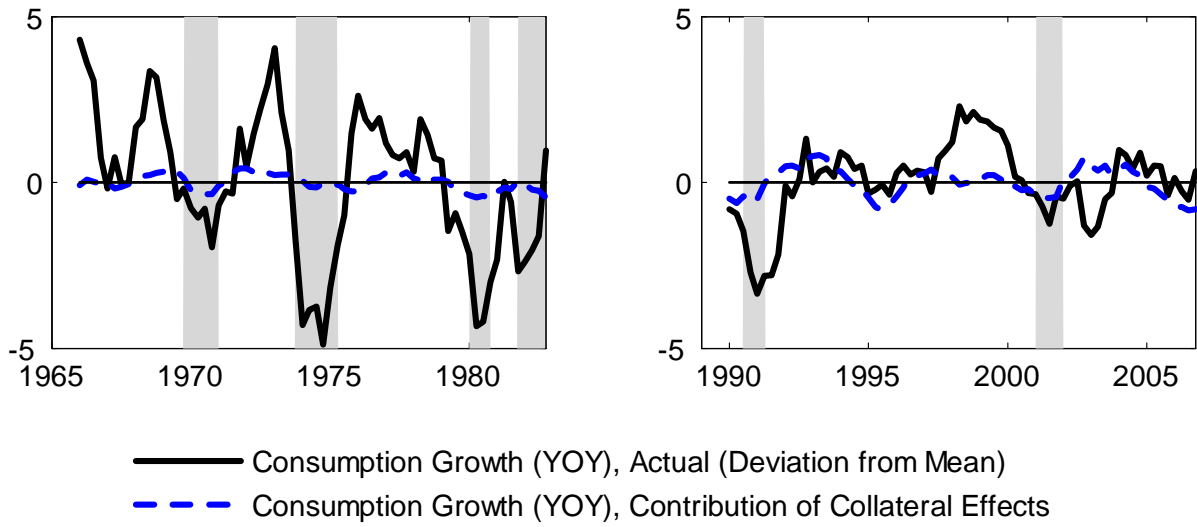 5
0
-5
1965 1970 1975 1980
5
0
-5
1990 1995 2000 2005
Consumption Growth (YOY), Actual (Deviation from Mean)
Consumption Growth (YOY), Contribution of Collateral Effects